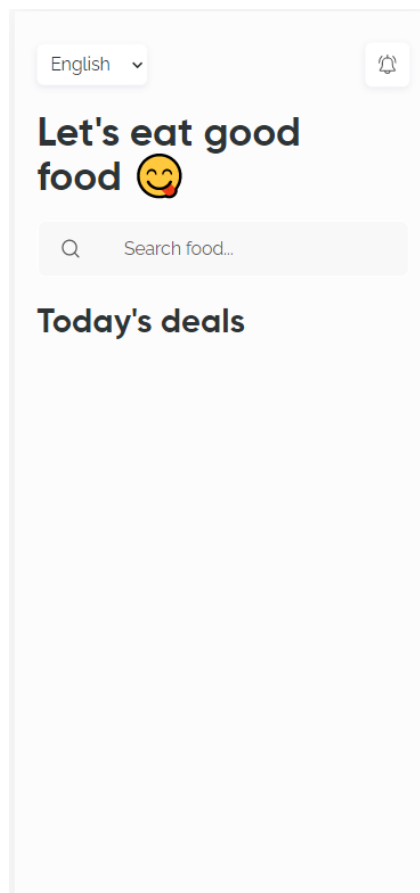 English
Let's eat good
food 😋
Search food...
Today's deals